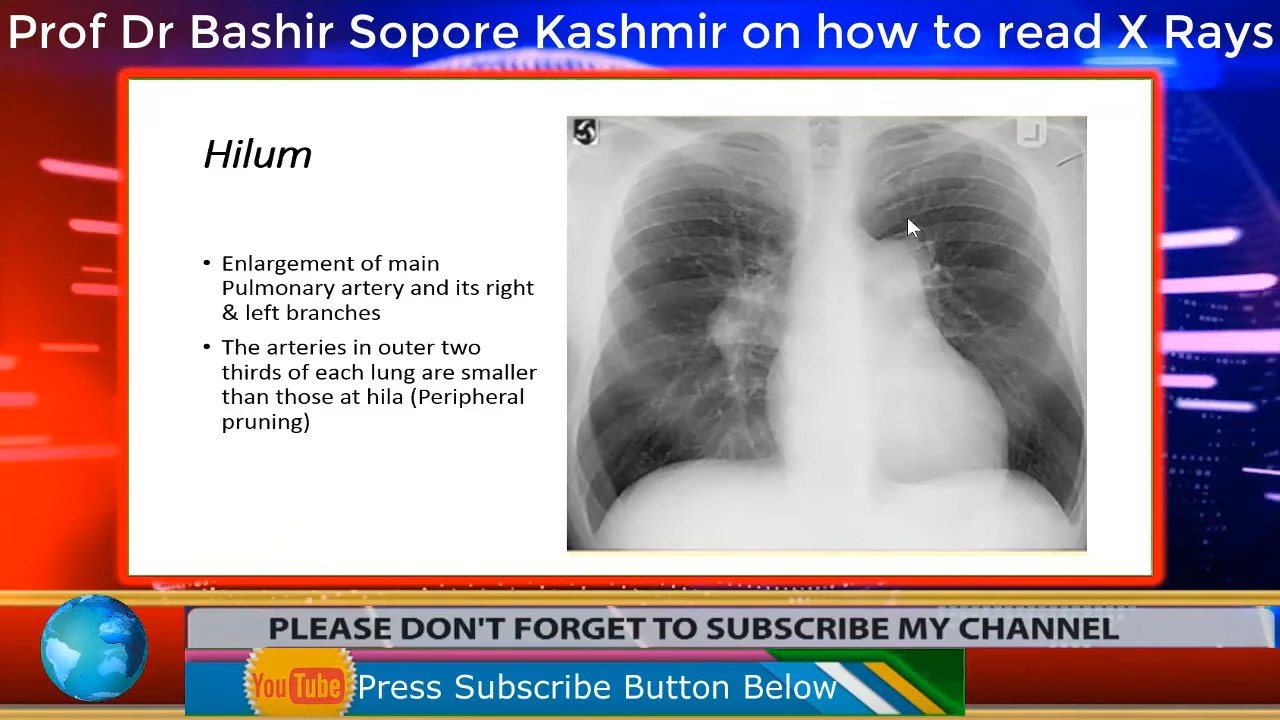 Prof Dr Bashir Sopore Kashmir on how to read X Rays
Hilum
• Enlargement of main
Pulmonary artery and its right
& left branches
• The arteries in outer two
thirds of each lung are smaller
than those at hila (Peripheral
pruning)
L
PLEASE DON'T FORGET TO SUBSCRIBE MY CHANNEL
YouTube Press Subscribe Button Below